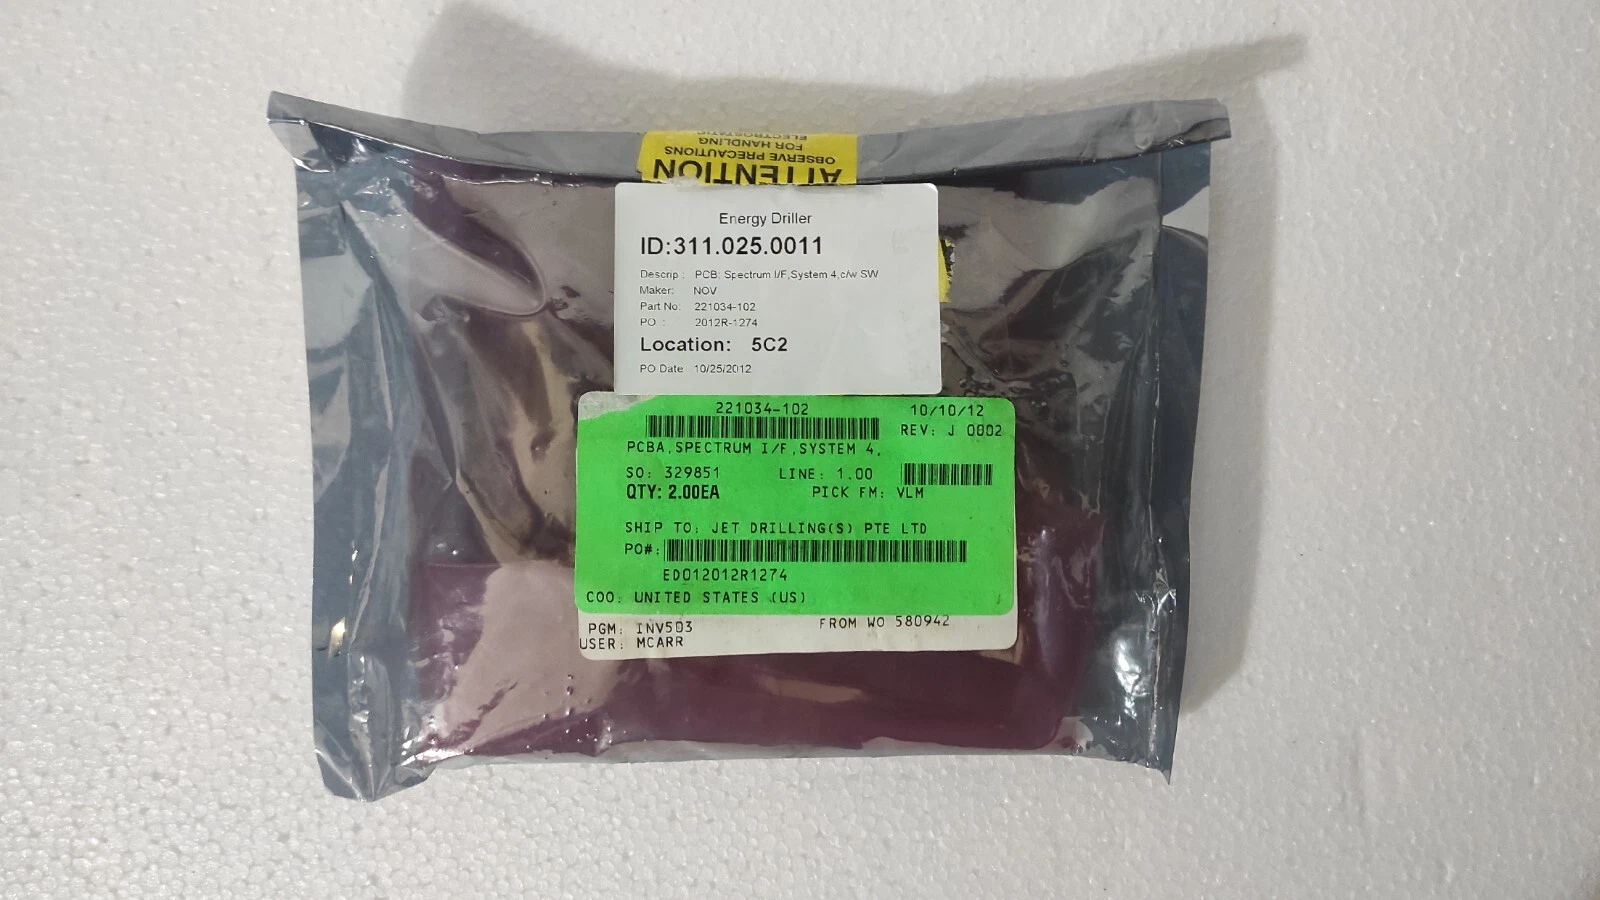 ATTENTION
OBSERVE PRECAUTIONS
FOR HANDLING
ELECTROSTATIC
Energy Driller
ID:311.025.0011
Descrip : PCB: Spectrum I/F,System 4,c/w SW
Maker: NOV
Part No: 221034-102
PO : 2012R-1274
Location: 5C2
PO Date 10/25/2012
221034-102 10/10/12
REV: J 0002
PCBA,SPECTRUM I/F,SYSTEM 4,
SO: 329851 LINE: 1.00
QTY: 2.00EA PICK FM: VLM
SHIP TO: JET DRILLING(S) PTE LTD
PO#:
EDO12012R1274
COO: UNITED STATES (US)
PGM: INV503 FROM WO 580942
USER: MCARR